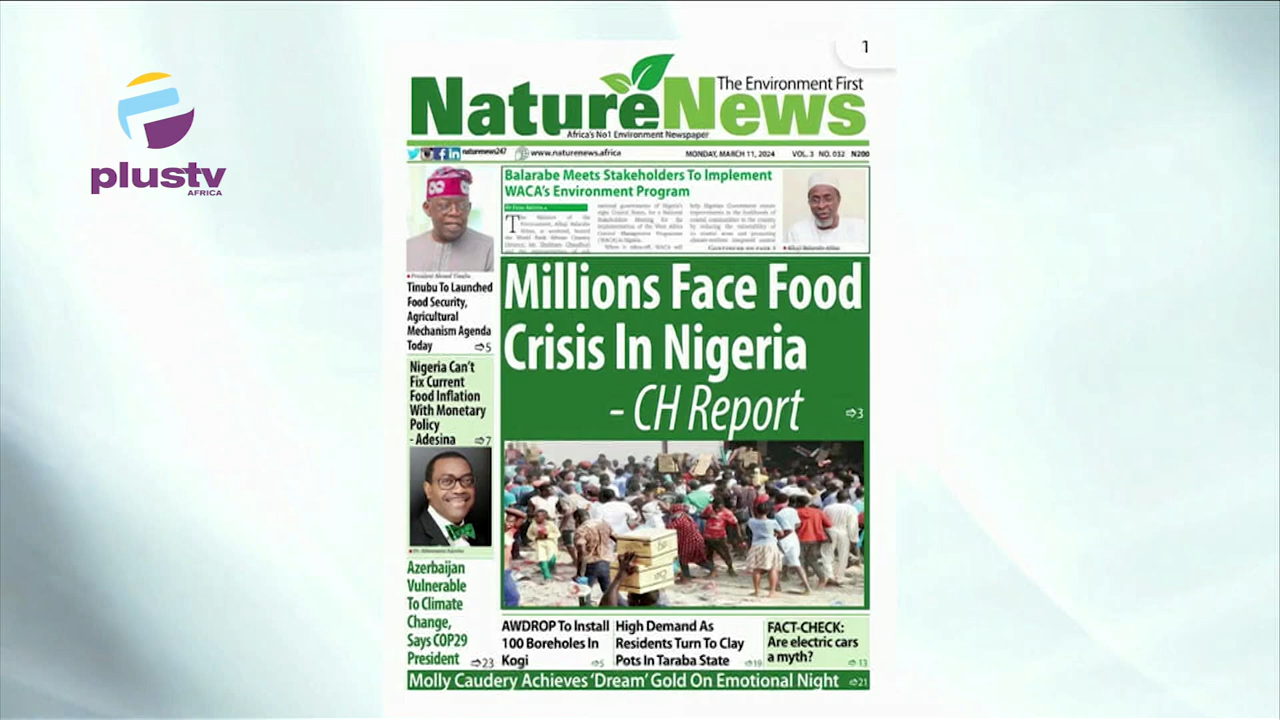 1
plustv
AFRICA
NatureNews
The Environment First
Africa's No1 Environment Newspaper
naturenews247
www.naturenews.africa
MONDAY, MARCH 11, 2024
VOL. 3 NO. 032 N200
President Ahmed Tinubu
Tinubu To Launched
Food Security,
Agricultural
Mechanism Agenda
Today
5
Nigeria Can't
Fix Current
Food Inflation
With Monetary
Policy
- Adesina
7
Azerbaijan
Vulnerable
To Climate
Change,
Says COP29
President
23
Balarabe Meets Stakeholders To Implement
WACA's Environment Program
Millions Face Food
Crisis In Nigeria
- CH Report
3
AWDROP To Install
100 Boreholes In
Kogi
5
High Demand As
Residents Turn To Clay
Pots In Taraba State
19
FACT-CHECK:
Are electric cars
a myth?
13
Molly Caudery Achieves 'Dream' Gold On Emotional Night
21